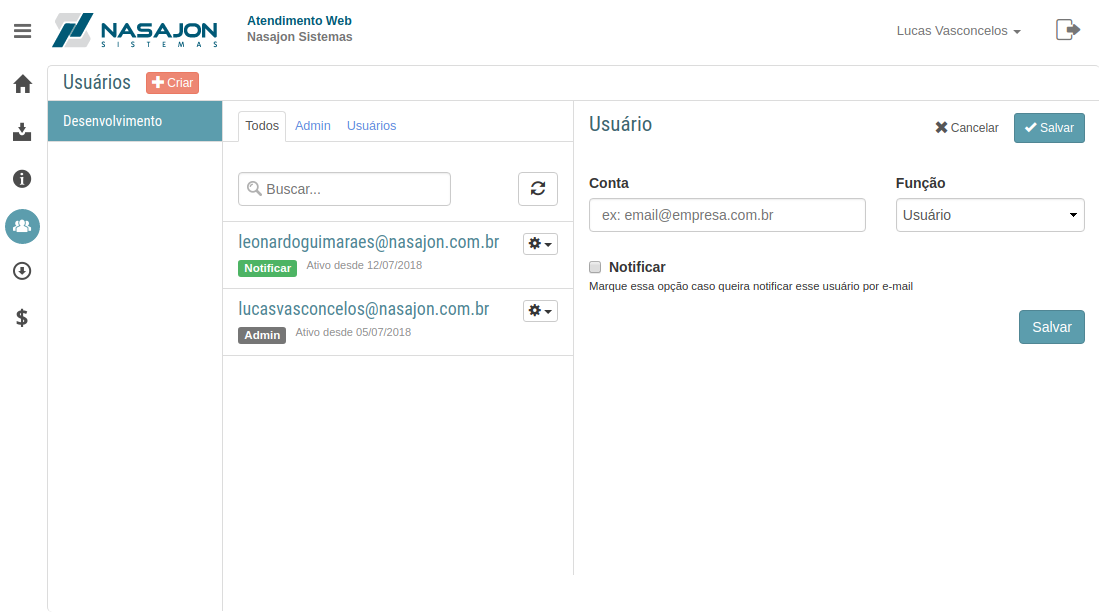 NASAJON
SISTEMAS
Atendimento Web
Nasajon Sistemas
Lucas Vasconcelos
Usuários
Criar
Desenvolvimento
Todos Admin Usuários
Buscar...
leonardoguimaraes@nasajon.com.br
Notificar Ativo desde 12/07/2018
lucasvasconcelos@nasajon.com.br
Admin Ativo desde 05/07/2018
Usuário
Cancelar
Salvar
Conta
ex: email@empresa.com.br
Função
Usuário
Notificar
Marque essa opção caso queira notificar esse usuário por e-mail
Salvar